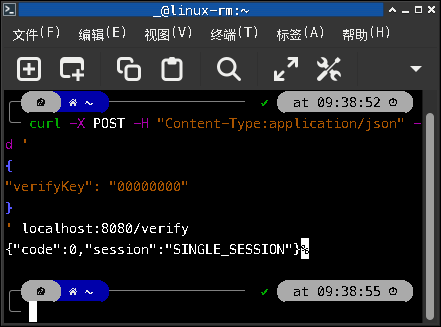 _@linux-rm:~
文件(F) 编辑(E) 视图(V) 终端(T) 标签(A) 帮助(H)
~ ✔ at 09:38:52
curl -X POST -H "Content-Type:application/json" -
d '
{
"verifyKey": "00000000"
}
' localhost:8080/verify
{"code":0,"session":"SINGLE_SESSION"}%
~ ✔ at 09:38:55